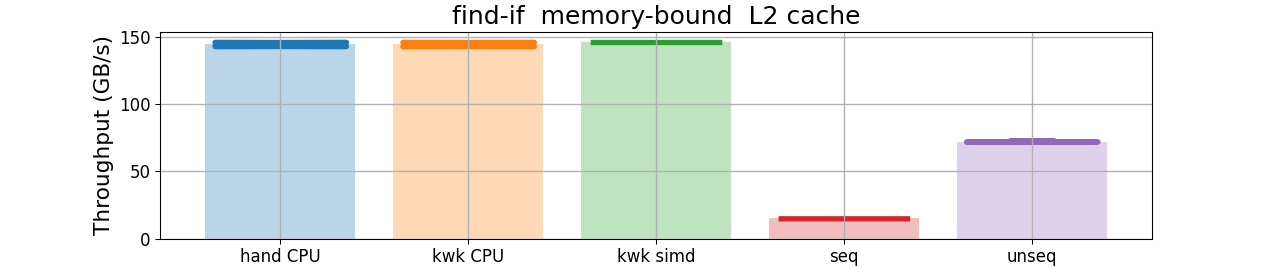 find-if  memory-bound  L2 cache
Throughput (GB/s)
150
100
50
0
hand CPU
kwk CPU
kwk simd
seq
unseq